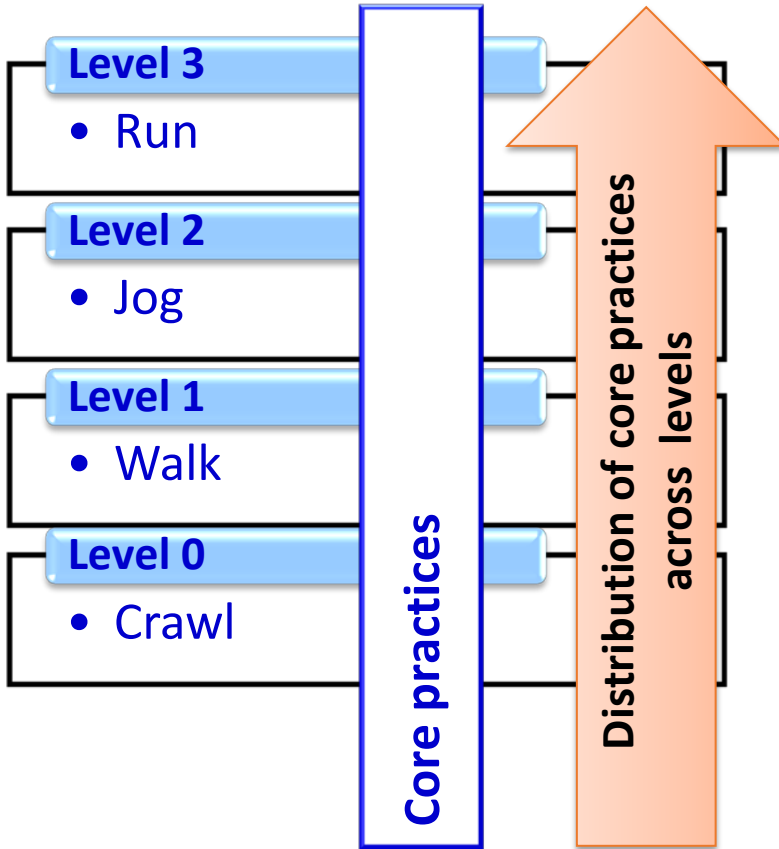 Level 3
• Run
Level 2
• Jog
Level 1
• Walk
Level 0
• Crawl
Core practices
Distribution of core practices
across levels